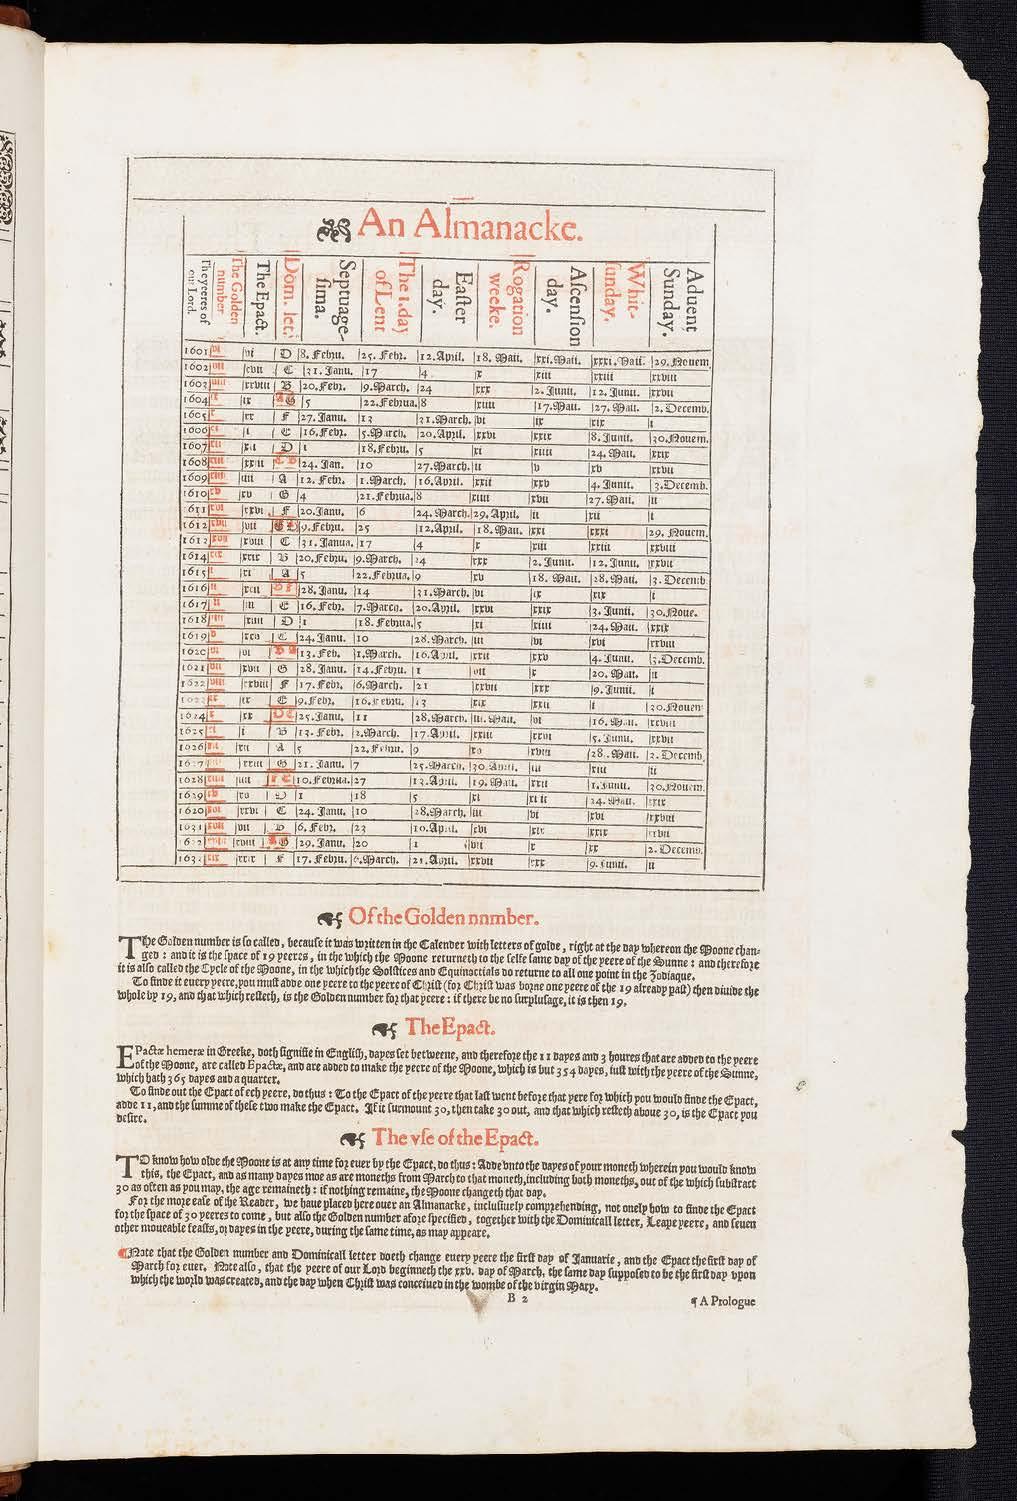 An Almanacke.
The yeeres of our Lord. | The Golden number | The Epact. | Dom. let. | Septuagesima. | The 1. day of Lent | Easter day. | Rogation weeke. | Ascension day. | Whit-sunday. | Aduent Sunday.
1601 | vi | vi | D | 8. Febru. | 25. Febr. | 12. April. | 18. Maii. | xxi. Maii. | xxxi. Maii. | 29. Nouem
1602 | vii | xvii | C | 31. Janu. | 17 | 4 | x | xiii | xxiii | xxviii
1603 | viii | xxviii | B | 20. Febr. | 9. March. | 24 | xxx | 2. Junii. | 12. Junii. | xxvii
1604 | ix | ix | AG | 5 | 22. Februa. | 8 | xiiii | 17. Maii. | 27. Maii. | 2. Decemb.
1605 | x | xx | F | 27. Janu. | 13 | 31. March. | vi | ix | xix | i
1606 | xi | i | E | 16. Febr. | 5. March. | 20. April. | xxvi | xxix | 8. Junii. | 30. Nouem.
1607 | xii | xii | D | 1 | 18. Febru. | 5 | xi | xiiii | 24. Maii. | xxix
1608 | xiii | xxiii | C B | 24. Jan. | 10 | 27. March. | ii | v | xv | xxvii
1609 | xiiii | iiii | A | 12. Febr. | 1. March. | 16. April. | xxii | xxv | 4. Junii. | 3. Decemb.
1610 | xv | xv | G | 4 | 21. Februa. | 8 | xiiii | xvii | 27. Maii. | ii
1611 | xvi | xxvi | F | 20. Janu. | 6 | 24. March. | 29. April. | ii | xii | i
1612 | xvii | vii | 9. Febru. | 25 | 12. April. | 18. Maii. | xxi | xxxi | 29. Nouem.
1613 | xviii | C | 31. Janua. | 17 | 4 | x | xiii | xxiii | xxviii
1614 | xix | xxix | B | 20. Febru. | 9. March. | 24 | xxx | 2. Junii. | 12. Junii. | xxvii
1615 | i | xi | A | 5 | 22. Februa. | 9 | xv | 18. Maii. | 28. Maii. | 3. Decemb
1616 | ii | xxii | 28. Janu. | 14 | 31. March. | vi | ix | xix | i
1617 | iii | E | 16. Febr. | 7. March. | 20. April. | xxvi | xxix | 8. Junii. | 30. Noue.
1618 | iiii | xiiii | D | 1 | 18. Februa. | 5 | xi | xiiii | 24. Maii. | xxix
1619 | v | xxv | C | 24. Janu. | 10 | 28. March. | iii | vi | xvi | xxviii
1620 | vi | vi | B A | 13. Feb. | 1. March. | 16. April. | xxii | xxv | 4. Junii. | 3. Decemb.
1621 | vii | xvii | G | 28. Janu. | 14. Febru. | 1 | vii | x | 20. Maii. | ii
1622 | viii | xxviii | F | 17. Febr. | 6. March. | 21 | xxvii | xxx | 9. Junii. | i
1623 | ix | ix | E | 9. Febr. | 13 | xix | xxii | i | 30. Nouem
1624 | x | xx | D C | 25. Janu. | 11 | 28. March. | iii. Maii. | vi | 16. Maii. | xxviii
1625 | xi | i | B | 13. Febr. | 2. March. | 17. April. | xxiii | xxvi | 5. Junii. | xxvii
1626 | xii | xii | A | 5 | 22. Febru | 9 | xv | xviii | 28. Maii. | 3. Decemb.
1627 | xxiii | G | 21. Janu. | 7 | 25. March. | 30. April. | iii | xiii | ii
1628 | xiiii | iiii | F E | 10. Februa. | 27 | 13. April. | 19. Maii. | xxii | 1. Junii. | 30. Nouem.
1629 | xv | xv | D | 1 | 18 | 5 | xi | 24. Maii. | xxix
xvi | xxvi | C | 24. Janu. | 10 | 28. March. | iii | vi | xvi | xxviii
1631 | xvii | vii | B | 6. Febr. | 23 | 10. April. | xvi | xix | xxix | xxvii
xviii | AG | 29. Janu. | 20 | 1 | vii | x | xx | 2. Decemb.
xix | xxix | F | 17. Febru. | 6. March. | 21. April. | xxvii | xxx | 9. Junii. | ii
Of the Golden nnmber.
The Golden number is so called, because it was written in the Calender with letters of golde, right at the day whereon the Moone chan-
ged : and it is the space of 19 yeeres, in the which the Moone returneth to the selfe same day of the yeere of the Sunne : and therefore
it is also called the Cycle of the Moone, in the which the Solstices and Equinoctials do returne to all one point in the Zodiaque.
To finde it euery yeere, you must adde one yeere to the yeere of Christ (for Christ was borne one yeere of the 19 already past) then diuide the
whole by 19, and that which resteth, is the Golden number for that yeere : if there be no surplusage, it is then 19.
The Epact.
EPactæ hemeræ in Greeke, doth signifie in English, dayes set betweene, and therefore the 11 dayes and 3 houres that are added to the yeere
of the Moone, are called Epactæ, and are added to make the yeere of the Moone, which is but 354 dayes, iust with the yeere of the Sunne,
which hath 365 dayes and a quarter.
To finde out the Epact of ech yeere, do thus : To the Epact of the yeere that last went before that yere for which you would finde the Epact,
adde 11, and the summe of these two make the Epact. If it surmount 30, then take 30 out, and that which resteth aboue 30, is the Epact you
desire.
The vse of the Epact.
TO know how olde the Moone is at any time for euer by the Epact, do thus : Adde vnto the dayes of your moneth wherein you would know
this, the Epact, and as many dayes moe as are moneths from March to that moneth, including both moneths, out of the which substract
30 as often as you may, the age remaineth : if nothing remaine, the Moone changeth that day.
For the more ease of the Reader, we haue placed here ouer an Almanacke, inclusiuely comprehending, not onely how to finde the Epact
for the space of 30 yeeres to come, but also the Golden number afore specified, together with the Dominicall letter, Leape yeere, and seuen
other moueable feasts, or dayes in the yeere, during the same time, as may appeare.
Note that the Golden number and Dominicall letter doeth change euery yeere the first day of Januarie, and the Epact the first day of
March for euer. Note also, that the yeere of our Lord beginneth the xxv. day of March, the same day supposed to be the first day vpon
which the world was created, and the day when Christ was conceiued in the wombe of the virgin Mary.
B 2
¶ A Prologue